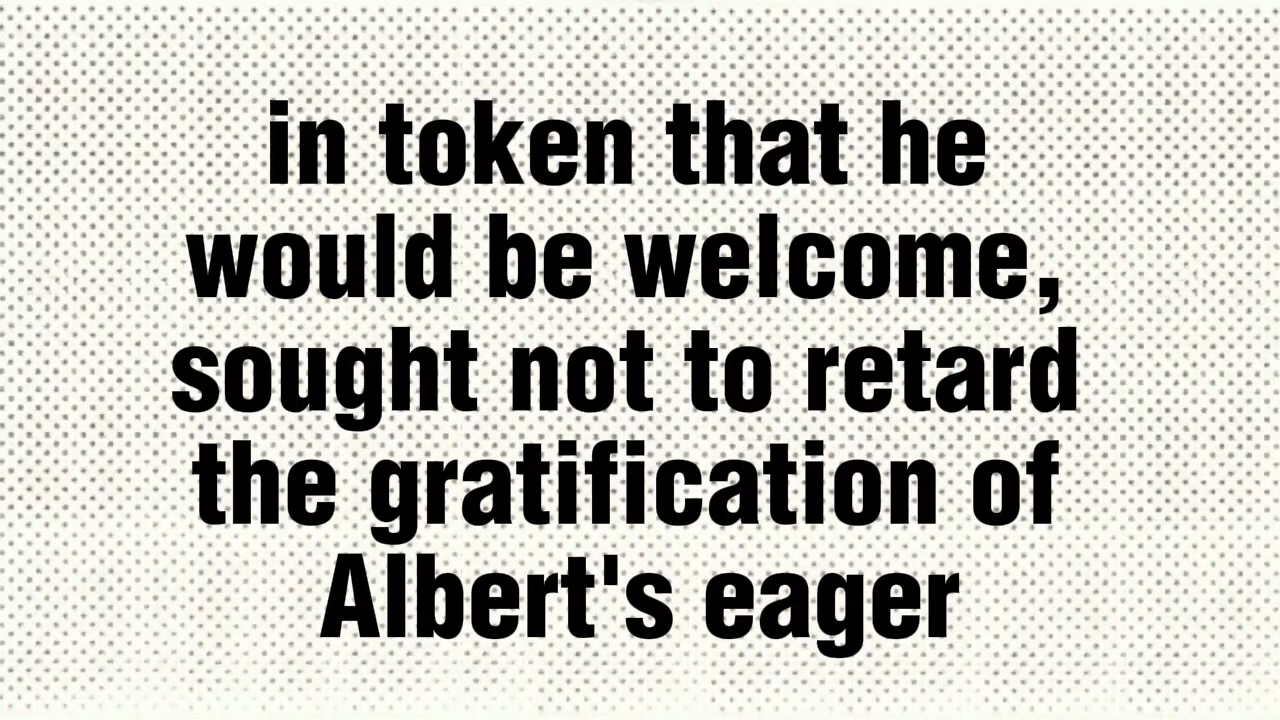 in token that he
would be welcome,
sought not to retard
the gratification of
Albert's eager